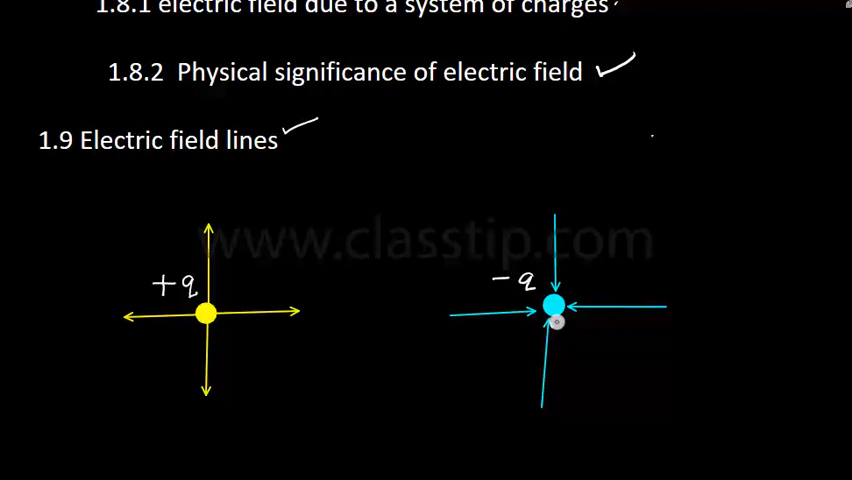 1.8.1 electric field due to a system of charges
1.8.2 Physical significance of electric field
1.9 Electric field lines
www.classtip.com
+q
-q